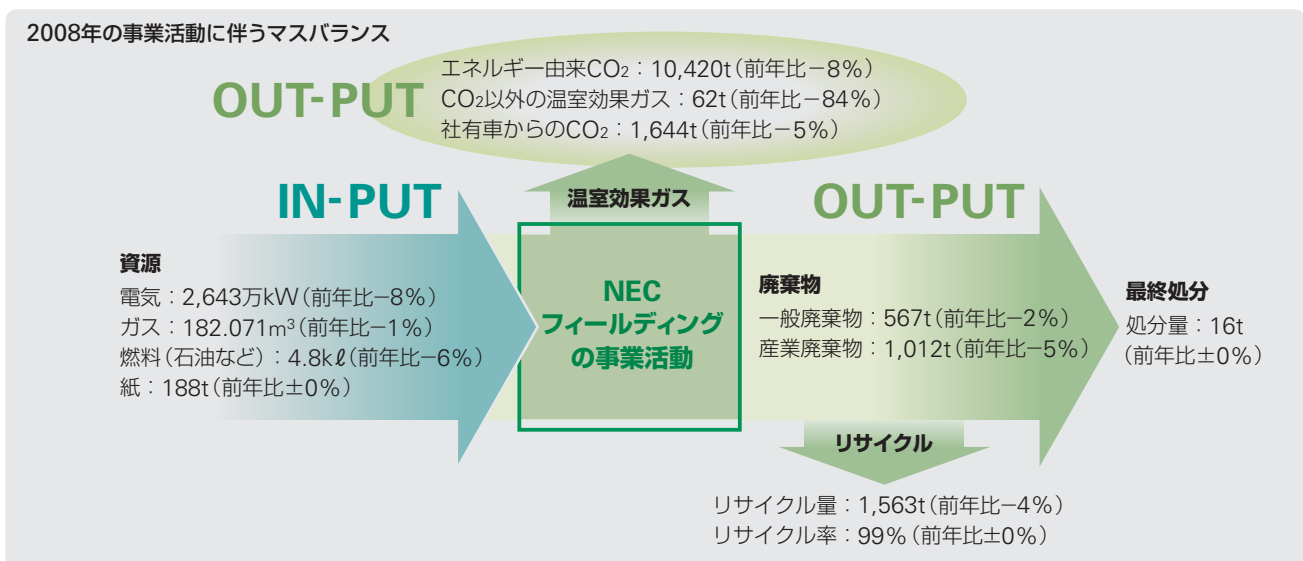 2008年の事業活動に伴うマスバランス
OUT-PUT
エネルギー由来CO₂：10,420t（前年比−8%）
CO₂以外の温室効果ガス：62t（前年比−84%）
社有車からのCO₂：1,644t（前年比−5%）
IN-PUT
温室効果ガス
OUT-PUT
資源
電気：2,643万kW（前年比−8%）
ガス：182.071m³（前年比−1%）
燃料（石油など）：4.8kℓ（前年比−6%）
紙：188t（前年比±0%）
NEC
フィールディング
の事業活動
廃棄物
一般廃棄物：567t（前年比−2%）
産業廃棄物：1,012t（前年比−5%）
最終処分
処分量：16t
（前年比±0%）
リサイクル
リサイクル量：1,563t（前年比−4%）
リサイクル率：99%（前年比±0%）